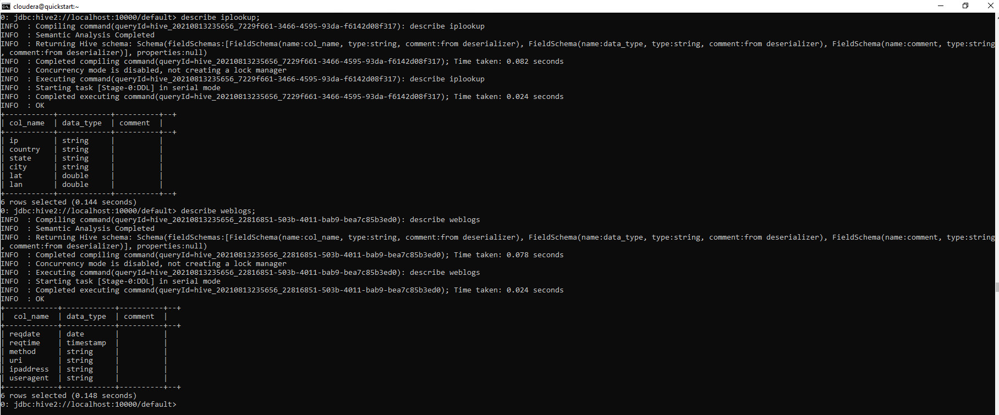 cloudera@quickstart:~
0: jdbc:hive2://localhost:10000/default> describe iplookup;
INFO  : Compiling command(queryId=hive_20210813235656_7229f661-3466-4595-93da-f6142d08f317): describe iplookup
INFO  : Semantic Analysis Completed
INFO  : Returning Hive schema: Schema(fieldSchemas:[FieldSchema(name:col_name, type:string, comment:from deserializer), FieldSchema(name:data_type, type:string, comment:from deserializer), FieldSchema(name:comment, type:string
, comment:from deserializer)], properties:null)
INFO  : Completed compiling command(queryId=hive_20210813235656_7229f661-3466-4595-93da-f6142d08f317); Time taken: 0.082 seconds
INFO  : Concurrency mode is disabled, not creating a lock manager
INFO  : Executing command(queryId=hive_20210813235656_7229f661-3466-4595-93da-f6142d08f317): describe iplookup
INFO  : Starting task [Stage-0:DDL] in serial mode
INFO  : Completed executing command(queryId=hive_20210813235656_7229f661-3466-4595-93da-f6142d08f317); Time taken: 0.024 seconds
INFO  : OK
+-----------+------------+----------+--+
| col_name  | data_type  | comment  |
+-----------+------------+----------+--+
| ip        | string     |          |
| country   | string     |          |
| state     | string     |          |
| city      | string     |          |
| lat       | double     |          |
| lan       | double     |          |
+-----------+------------+----------+--+
6 rows selected (0.144 seconds)
0: jdbc:hive2://localhost:10000/default> describe weblogs;
INFO  : Compiling command(queryId=hive_20210813235656_22816851-503b-4011-bab9-bea7c85b3ed0): describe weblogs
INFO  : Semantic Analysis Completed
INFO  : Returning Hive schema: Schema(fieldSchemas:[FieldSchema(name:col_name, type:string, comment:from deserializer), FieldSchema(name:data_type, type:string, comment:from deserializer), FieldSchema(name:comment, type:string
, comment:from deserializer)], properties:null)
INFO  : Completed compiling command(queryId=hive_20210813235656_22816851-503b-4011-bab9-bea7c85b3ed0); Time taken: 0.078 seconds
INFO  : Concurrency mode is disabled, not creating a lock manager
INFO  : Executing command(queryId=hive_20210813235656_22816851-503b-4011-bab9-bea7c85b3ed0): describe weblogs
INFO  : Starting task [Stage-0:DDL] in serial mode
INFO  : Completed executing command(queryId=hive_20210813235656_22816851-503b-4011-bab9-bea7c85b3ed0); Time taken: 0.024 seconds
INFO  : OK
+------------+------------+----------+--+
|  col_name  | data_type  | comment  |
+------------+------------+----------+--+
| reqdate    | date       |          |
| reqtime    | timestamp  |          |
| method     | string     |          |
| uri        | string     |          |
| ipaddress  | string     |          |
| useragent  | string     |          |
+------------+------------+----------+--+
6 rows selected (0.148 seconds)
0: jdbc:hive2://localhost:10000/default>